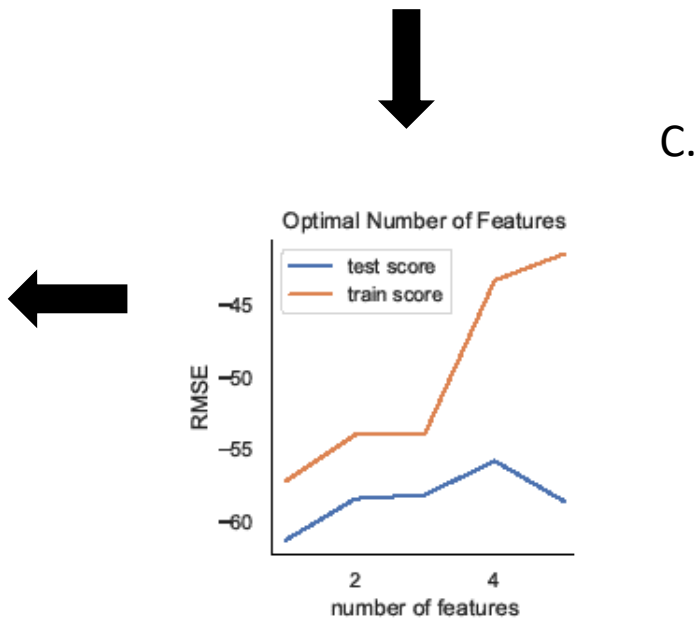 C.
Optimal Number of Features
test score
train score
−45
−50
−55
−60
RMSE
2 4
number of features